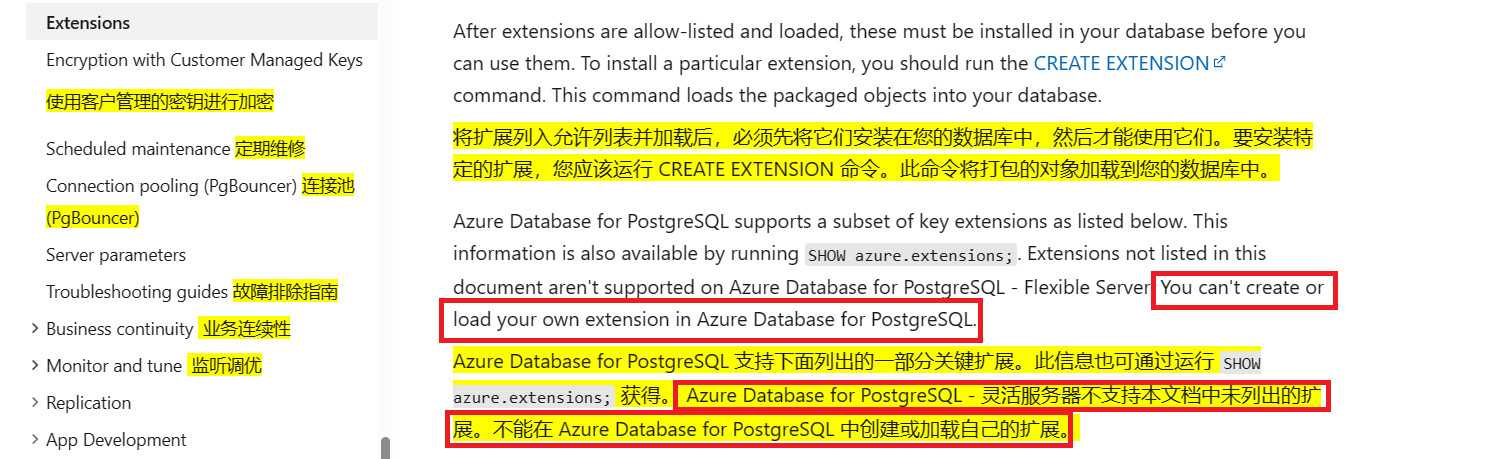 Extensions
Encryption with Customer Managed Keys
使用客户管理的密钥进行加密
Scheduled maintenance 定期维修
Connection pooling (PgBouncer) 连接池
(PgBouncer)
Server parameters
Troubleshooting guides 故障排除指南
Business continuity 业务连续性
Monitor and tune 监听调优
Replication
App Development
After extensions are allow-listed and loaded, these must be installed in your database before you
can use them. To install a particular extension, you should run the CREATE EXTENSION
command. This command loads the packaged objects into your database.
将扩展列入允许列表并加载后，必须先将它们安装在您的数据库中，然后才能使用它们。要安装特
定的扩展，您应该运行 CREATE EXTENSION 命令。此命令将打包的对象加载到您的数据库中。
Azure Database for PostgreSQL supports a subset of key extensions as listed below. This
information is also available by running SHOW azure.extensions;. Extensions not listed in this
document aren't supported on Azure Database for PostgreSQL - Flexible Server. You can't create or
load your own extension in Azure Database for PostgreSQL.
Azure Database for PostgreSQL 支持下面列出的一部分关键扩展。此信息也可通过运行 SHOW
azure.extensions; 获得。 Azure Database for PostgreSQL - 灵活服务器不支持本文档中未列出的扩
展。不能在 Azure Database for PostgreSQL 中创建或加载自己的扩展。